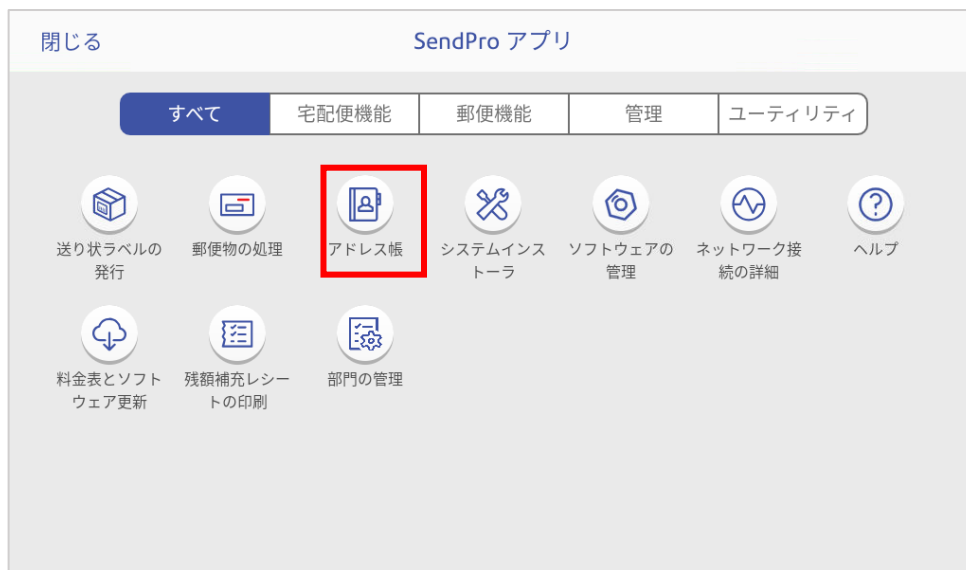 閉じる
SendPro アプリ
すべて
宅配便機能
郵便機能
管理
ユーティリティ
送り状ラベルの
発行
郵便物の処理
アドレス帳
システムインス
トーラ
ソフトウェアの
管理
ネットワーク接
続の詳細
ヘルプ
料金表とソフト
ウェア更新
残額補充レシー
トの印刷
部門の管理